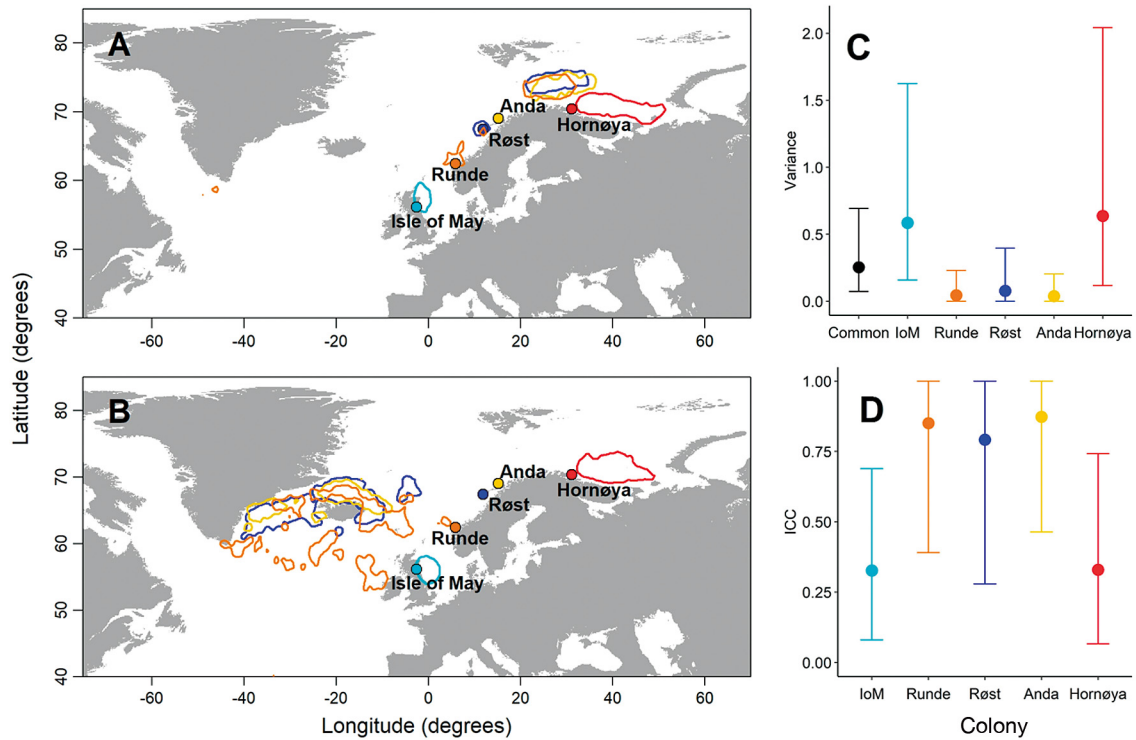 A
80
70
60
50
40
Anda
Røst
Hornøya
Runde
Isle of May
-60
-40
-20
0
20
40
60
B
80
70
60
50
40
Anda
Røst
Hornøya
Runde
Isle of May
-60
-40
-20
0
20
40
60
Latitude (degrees)
Longitude (degrees)
C
Variance
2.0
1.5
1.0
0.5
0.0
Common
IoM
Runde
Røst
Anda
Hornøya
D
ICC
1.00
0.75
0.50
0.25
0.00
IoM
Runde
Røst
Anda
Hornøya
Colony